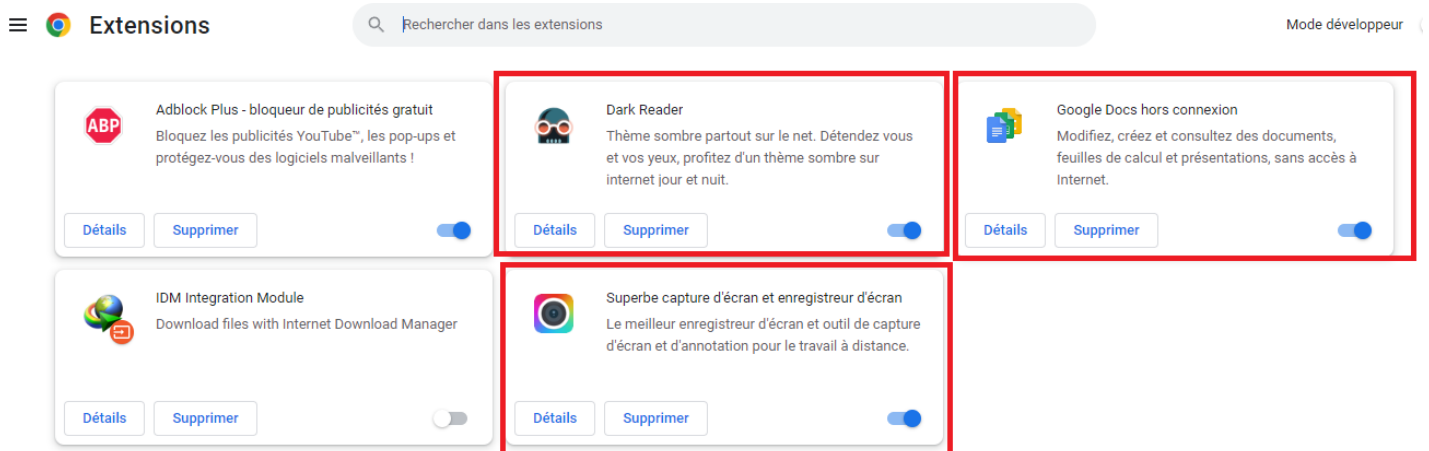 Extensions
Rechercher dans les extensions
Mode développeur
ABP
Adblock Plus - bloqueur de publicités gratuit
Bloquez les publicités YouTube™, les pop-ups et
protégez-vous des logiciels malveillants !
Détails
Supprimer
Dark Reader
Thème sombre partout sur le net. Détendez vous
et vos yeux, profitez d'un thème sombre sur
internet jour et nuit.
Détails
Supprimer
Google Docs hors connexion
Modifiez, créez et consultez des documents,
feuilles de calcul et présentations, sans accès à
Internet.
Détails
Supprimer
IDM Integration Module
Download files with Internet Download Manager
Détails
Supprimer
Superbe capture d'écran et enregistreur d'écran
Le meilleur enregistreur d'écran et outil de capture
d'écran et d'annotation pour le travail à distance.
Détails
Supprimer